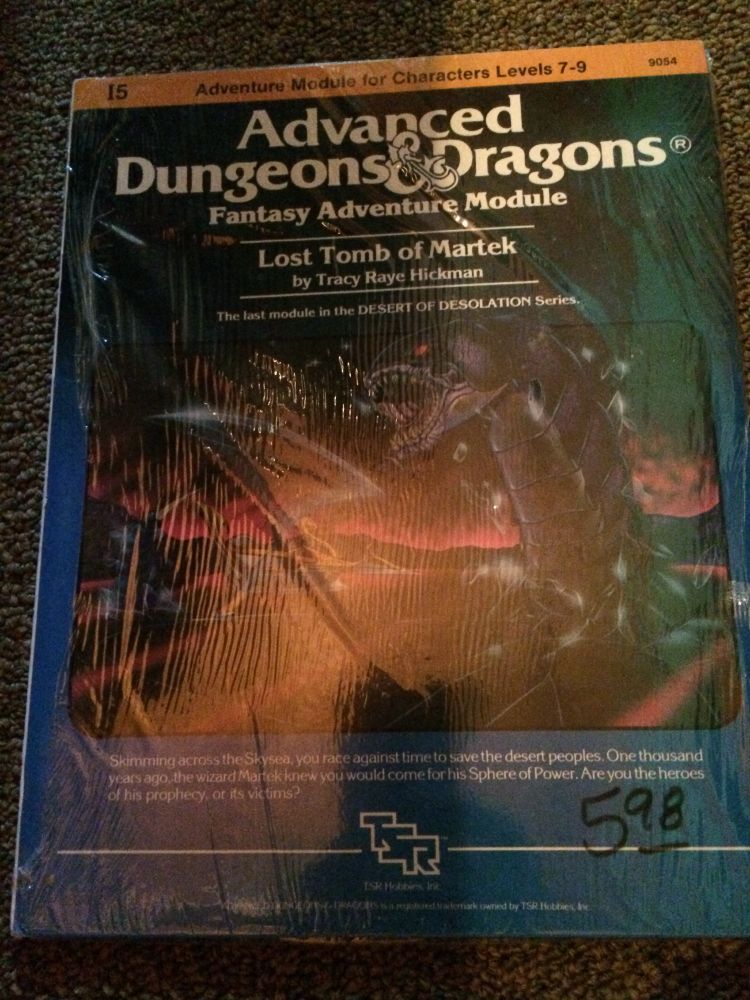 I5
Adventure Module for Characters Levels 7-9
9054
Advanced
Dungeons & Dragons®
Fantasy Adventure Module
Lost Tomb of Martek
by Tracy Raye Hickman
The last module in the DESERT OF DESOLATION Series.
Skimming across the Skysea, you race against time to save the desert peoples. One thousand
years ago, the wizard Martek knew you would come for his Sphere of Power. Are you the heroes
of his prophecy, or its victims?
598
TSR™
TSR Hobbies, Inc.
ADVANCED DUNGEONS & DRAGONS is a registered trademark owned by TSR Hobbies, Inc.